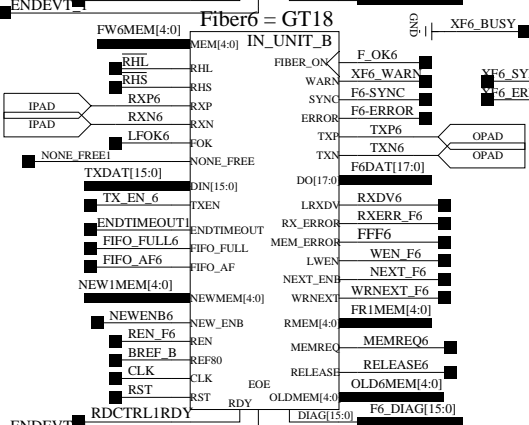 ENDEVT_1
Fiber6 = GT18
GND
XF6_BUSY
FW6MEM[4:0]
MEM[4:0]
IN_UNIT_B
RHL
RHL
FIBER_ON
F_OK6
RHS
RHS
WARN
XF6_WARN
XF6_SY
IPAD
RXP6
RXP
SYNC
F6-SYNC
XF6_ER
IPAD
RXN6
RXN
ERROR
F6-ERROR
LFOK6
FOK
TXP
TXP6
OPAD
NONE_FREE1
NONE_FREE
TXN
TXN6
OPAD
TXDAT[15:0]
DIN[15:0]
DO[17:0]
F6DAT[17:0]
TX_EN_6
TXEN
LRXDV
RXDV6
ENDTIMEOUT1
ENDTIMEOUT
RX_ERROR
RXERR_F6
FIFO_FULL6
FIFO_FULL
MEM_ERROR
FFF6
FIFO_AF6
FIFO_AF
LWEN
WEN_F6
NEXT_ENB
NEXT_F6
NEW1MEM[4:0]
NEWMEM[4:0]
WRNEXT
WRNEXT_F6
NEWENB6
NEW_ENB
RMEM[4:0]
FR1MEM[4:0]
REN_F6
REN
MEMREQ
MEMREQ6
BREF_B
REF80
CLK
CLK
RELEASE
RELEASE6
RST
RST
EOE
OLDMEM[4:0]
OLD6MEM[4:0]
RDY
ENDEVT
RDCTRL1RDY
DIAG[15:0]
F6_DIAG[15:0]